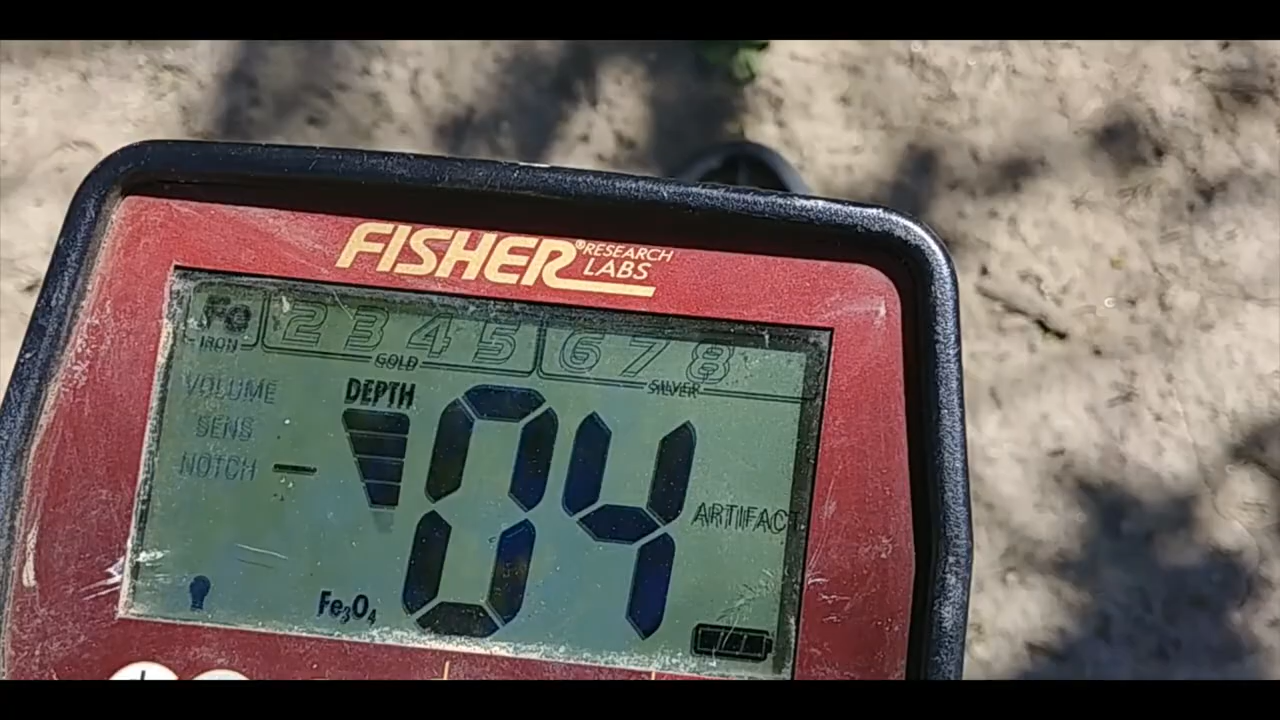 FISHER® RESEARCH
LABS
Fe 2 3 4 5 6 7 8
IRON GOLD SILVER
VOLUME DEPTH
SENS
NOTCH
04
ARTIFACT
Fe3O4